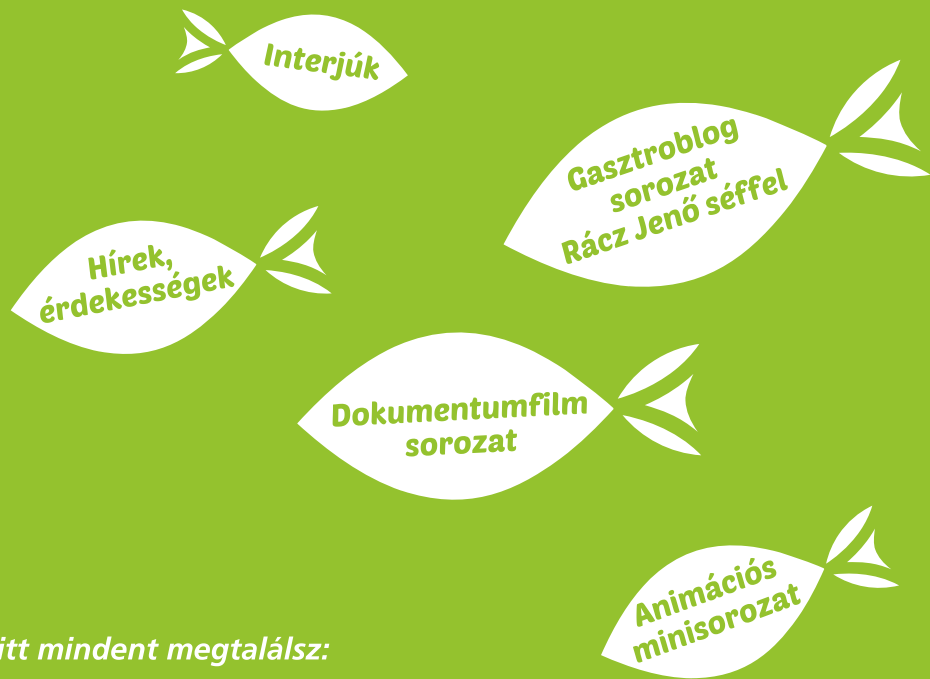 Interjúk
Gasztroblog
sorozat
Rácz Jenő séffel
Hírek,
érdekességek
Dokumentumfilm
sorozat
Animációs
minisorozat
itt mindent megtalálsz: